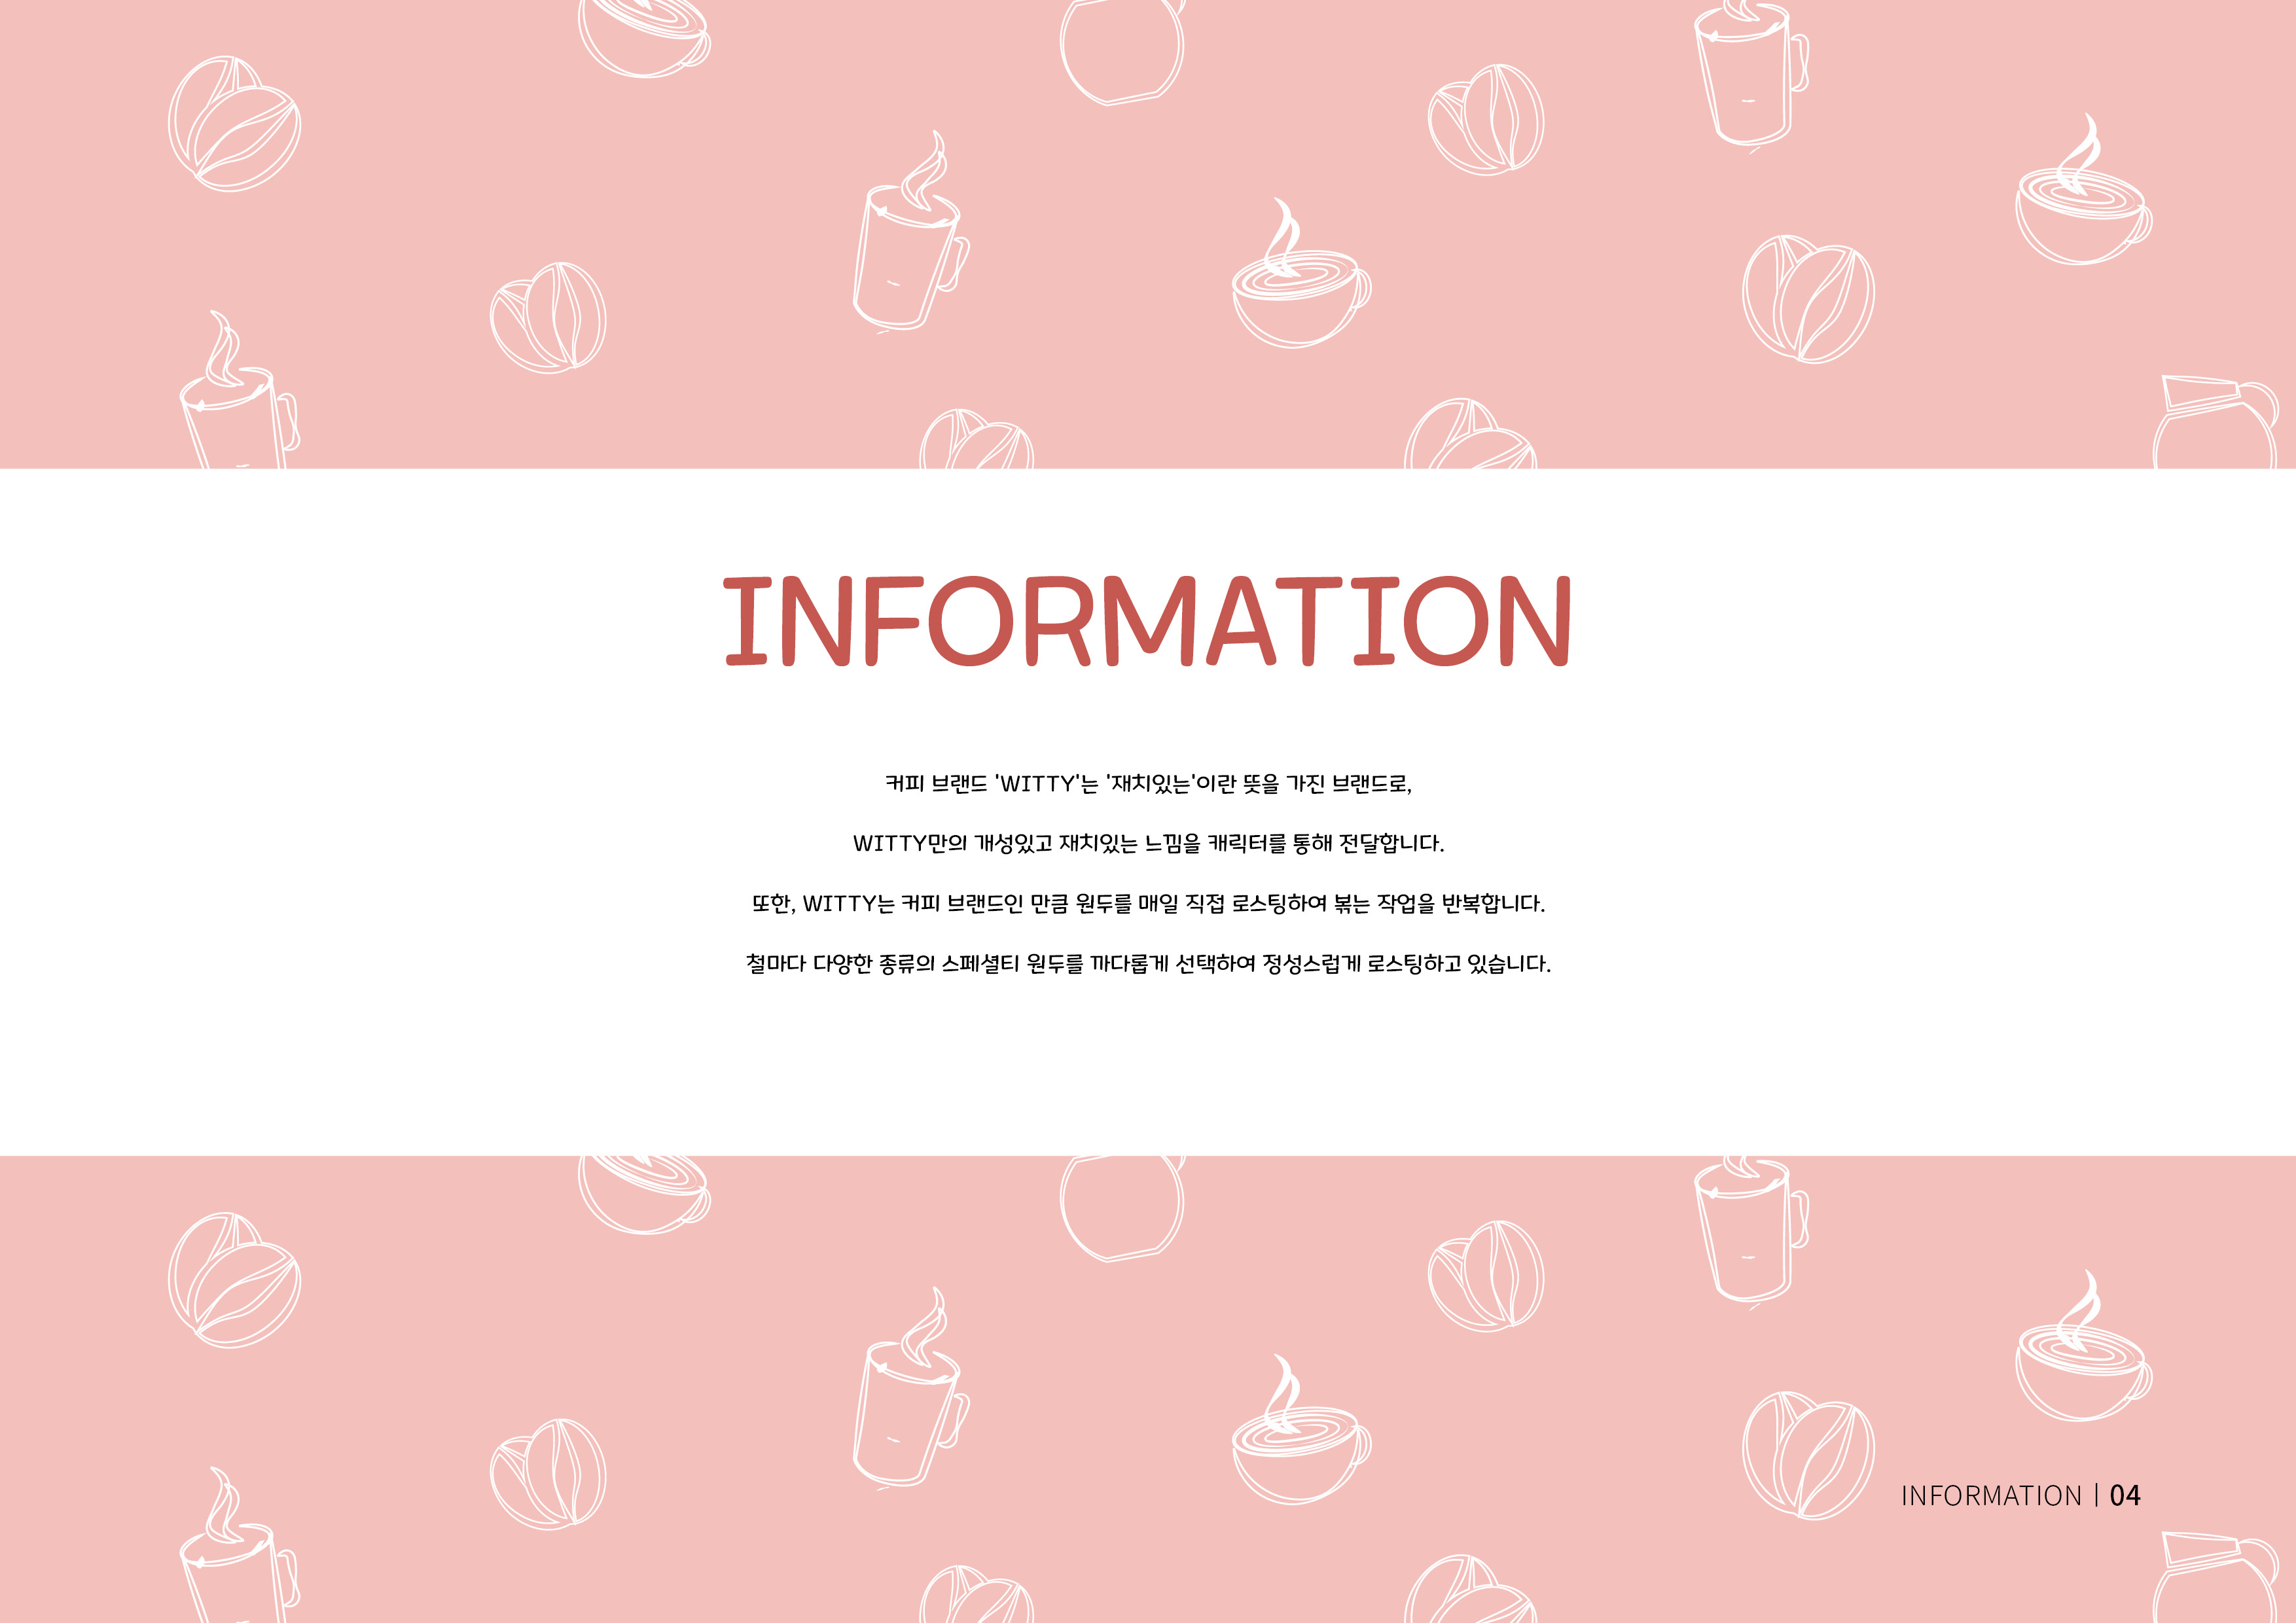 INFORMATION
커피 브랜드 'WITTY'는 '재치있는'이란 뜻을 가진 브랜드로,
WITTY만의 개성있고 재치있는 느낌을 캐릭터를 통해 전달합니다.
또한, WITTY는 커피 브랜드인 만큼 원두를 매일 직접 로스팅하여 볶는 작업을 반복합니다.
철마다 다양한 종류의 스페셜티 원두를 까다롭게 선택하여 정성스럽게 로스팅하고 있습니다.
INFORMATION | 04